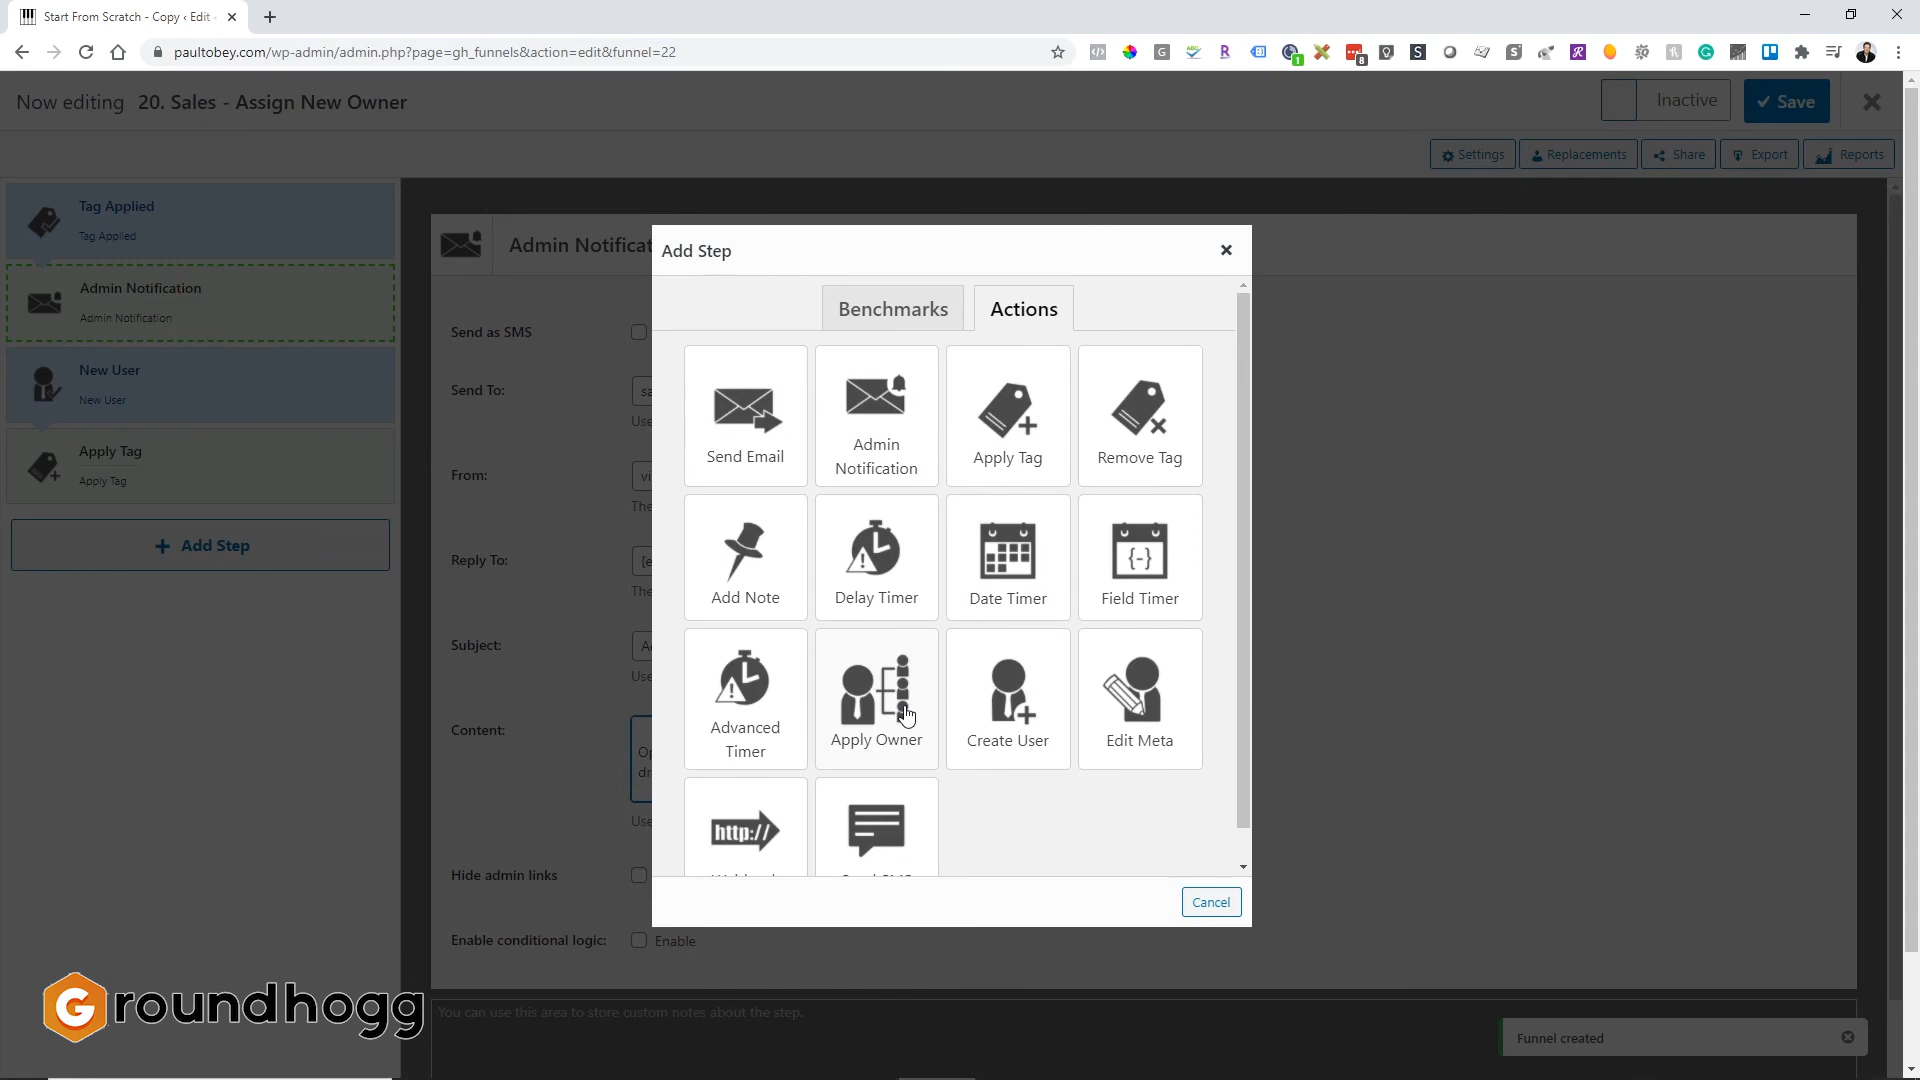 Start From Scratch - Copy ‹ Edit
paultobey.com/wp-admin/admin.php?page=gh_funnels&action=edit&funnel=22
Now editing 20. Sales - Assign New Owner
Inactive
Save
Settings
Replacements
Share
Export
Reports
Tag Applied
Tag Applied
Admin Notification
Admin Notification
New User
New User
Apply Tag
Apply Tag
Add Step
Admin Notificat
Send as SMS
Send To:
sa
Use
From:
vi
The
Reply To:
{e
The
Subject:
Use
Content:
Op
dr
Use
Hide admin links
Enable conditional logic:
Enable
Add Step
Benchmarks
Actions
Send Email
Admin
Notification
Apply Tag
Remove Tag
Add Note
Delay Timer
Date Timer
Field Timer
{-}
Advanced
Timer
Apply Owner
Create User
Edit Meta
http://
Cancel
You can use this area to store custom notes about the step.
Funnel created
Groundhogg